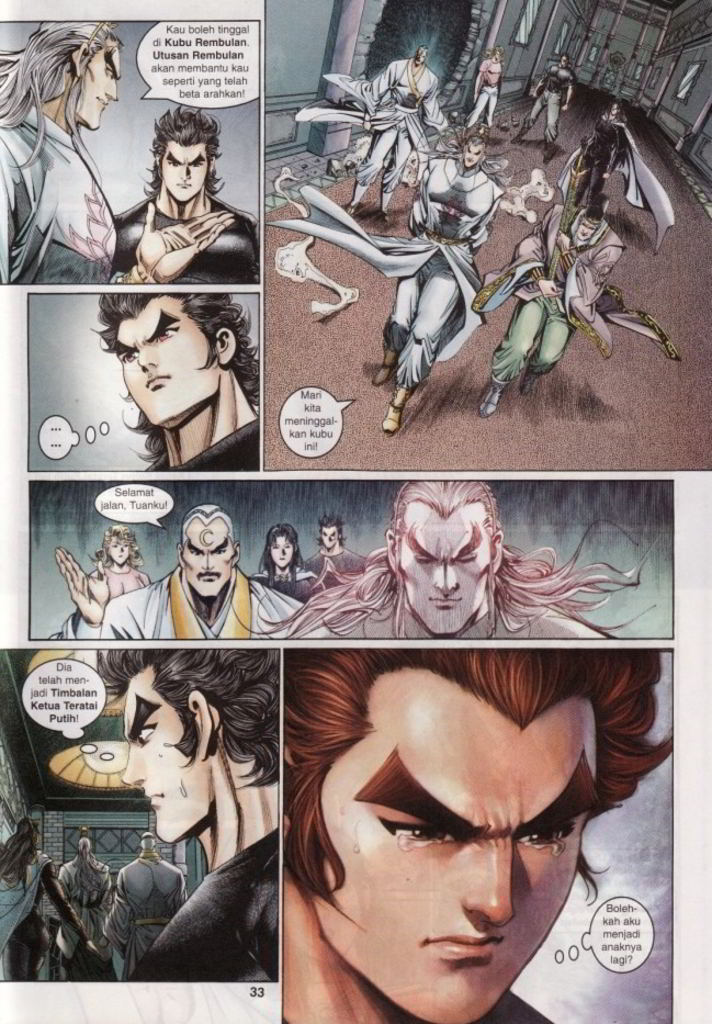 Kau boleh tinggal
di Kubu Rembulan.
Utusan Rembulan
akan membantu kau
seperti yang telah
beta arahkan!
Mari
kita
meninggal-
kan kubu
ini!
...
...
Selamat
jalan, Tuanku!
Dia
telah men-
jadi Timbalan
Ketua Teratai
Putih!
Boleh-
kah aku
menjadi
anaknya
lagi?
33